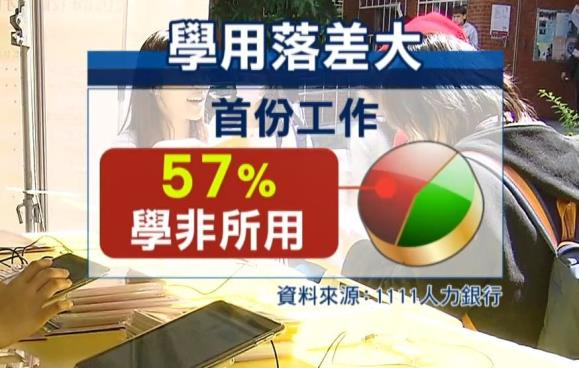 學用落差大
首份工作
57%
學非所用
資料來源：1111人力銀行